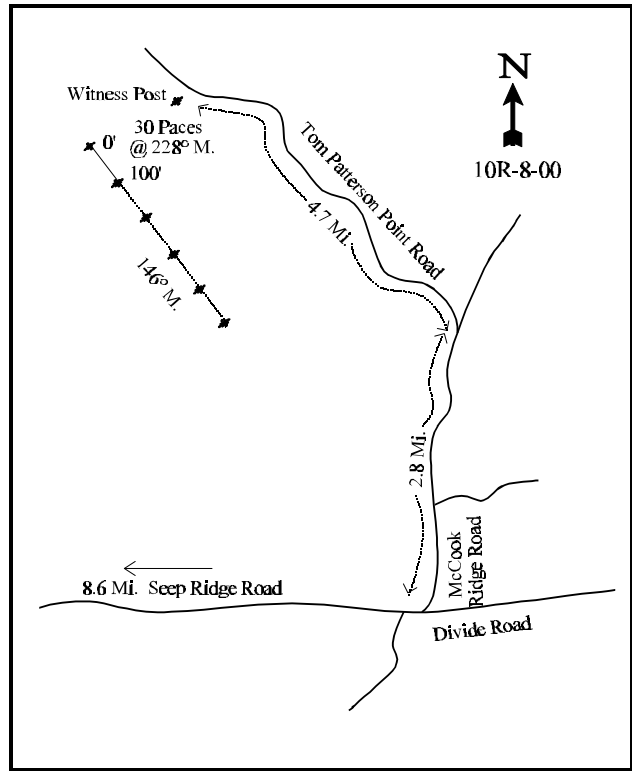 N
10R-8-00
Witness Post
30 Paces
0' @ 228° M.
100'
146° M.
Tom Patterson Point Road
4.7 Mi.
2.8 Mi.
McCook
Ridge Road
8.6 Mi. Seep Ridge Road
Divide Road